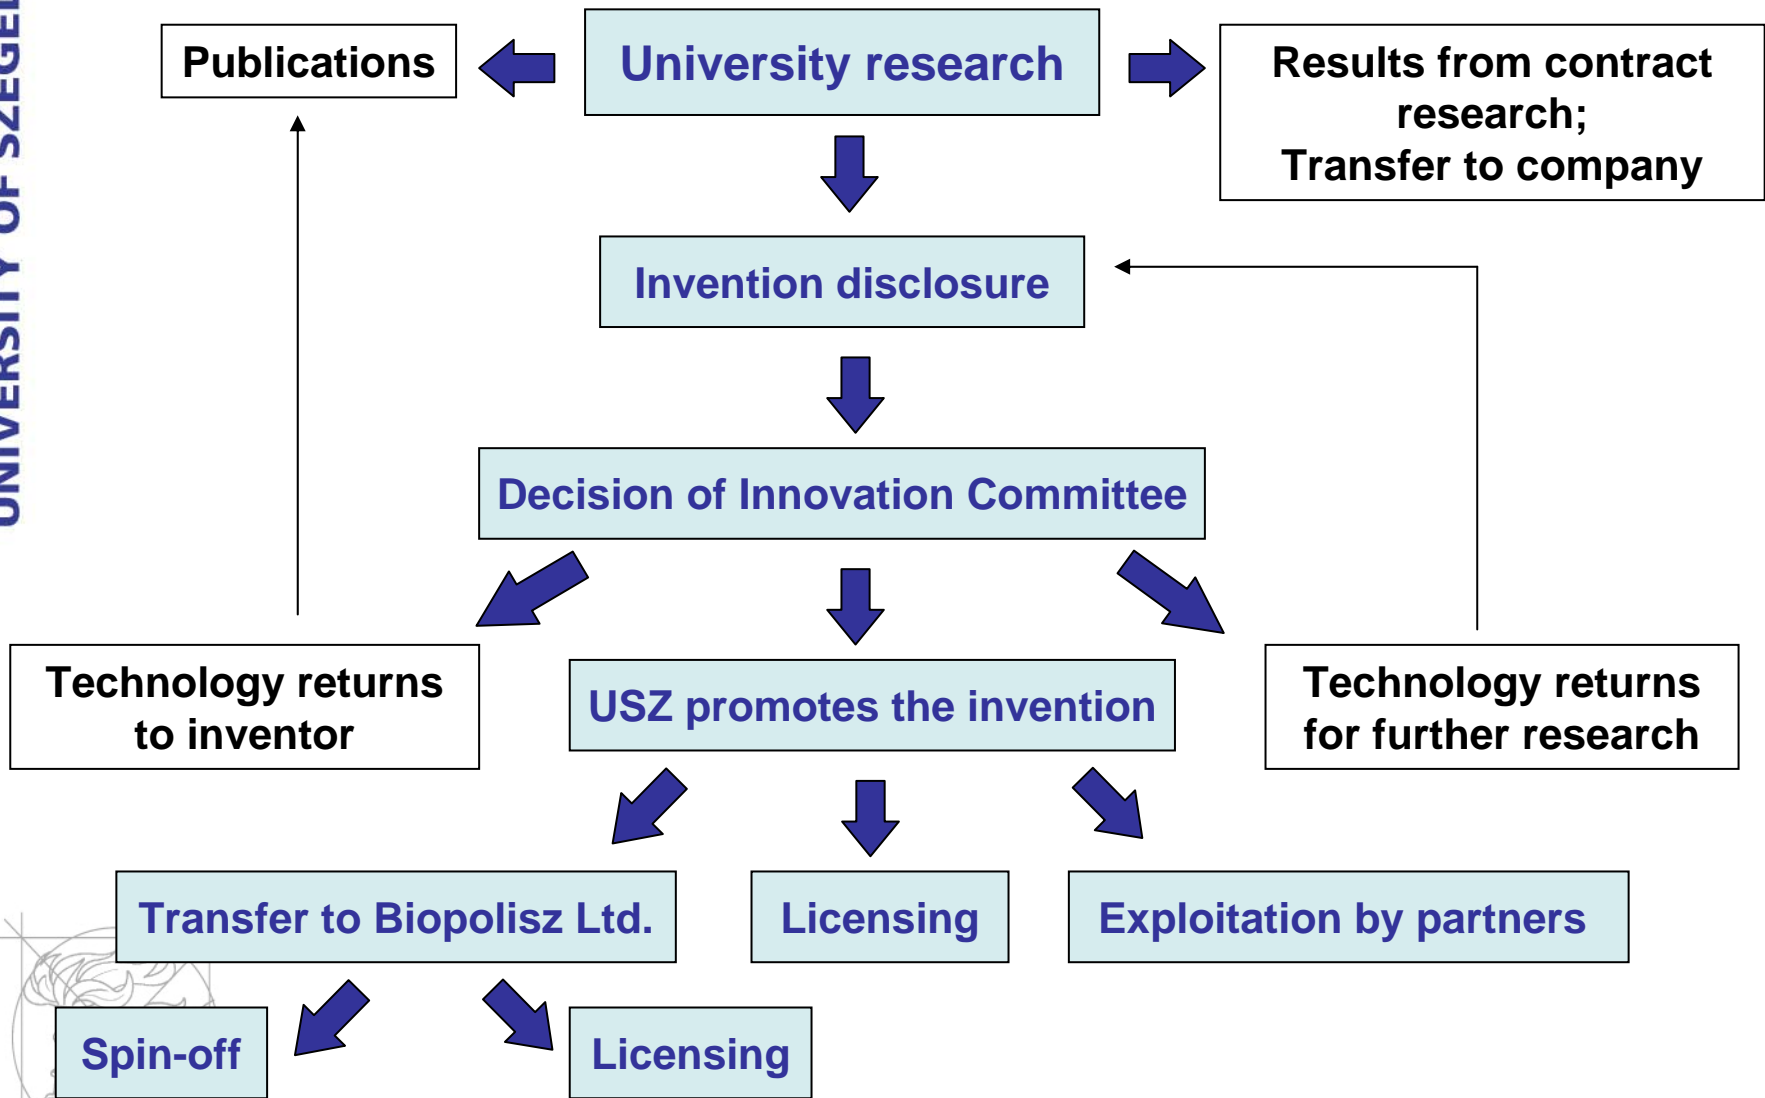 UNIVERSITY OF SZEGED
Publications
University research
Results from contract
research;
Transfer to company
Invention disclosure
Decision of Innovation Committee
Technology returns
to inventor
USZ promotes the invention
Technology returns
for further research
Transfer to Biopolisz Ltd.
Licensing
Exploitation by partners
Spin-off
Licensing